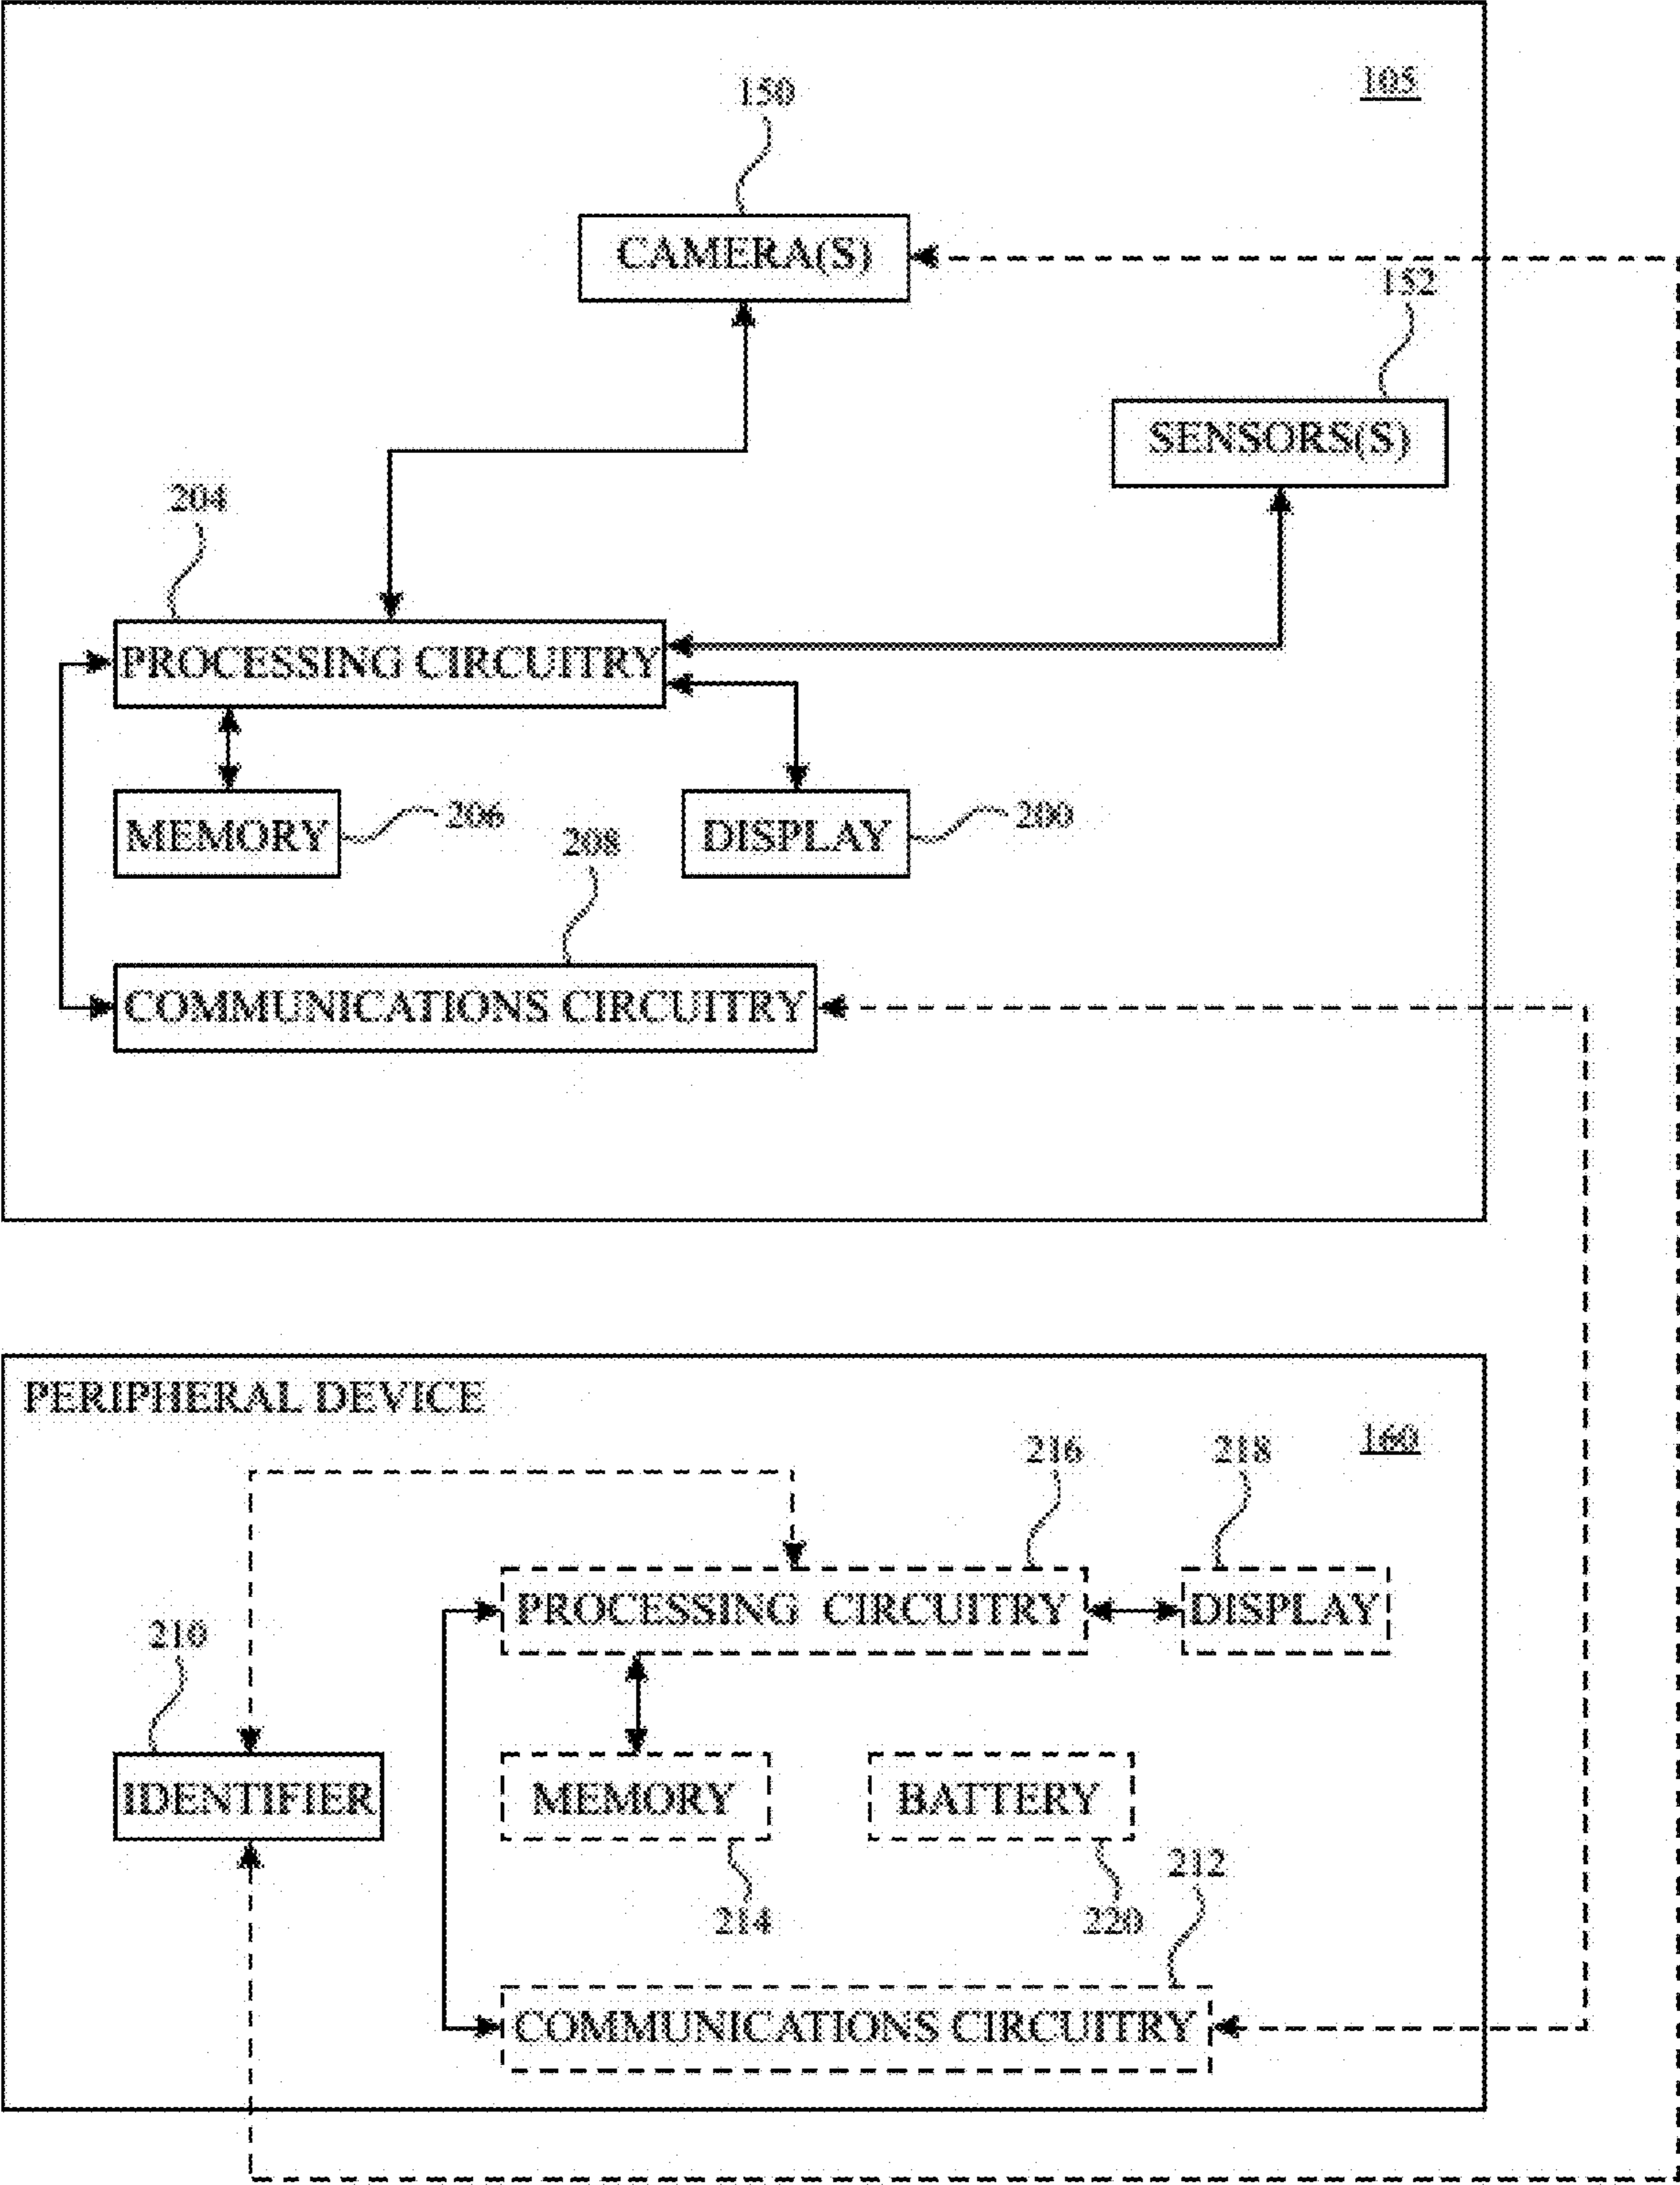 105
150
CAMERA(S)
152
SENSORS(S)
204
PROCESSING CIRCUITRY
MEMORY
206
DISPLAY
200
208
COMMUNICATIONS CIRCUITRY
PERIPHERAL DEVICE
160
216
218
PROCESSING CIRCUITRY
DISPLAY
210
IDENTIFIER
MEMORY
BATTERY
214
220
212
COMMUNICATIONS CIRCUITRY